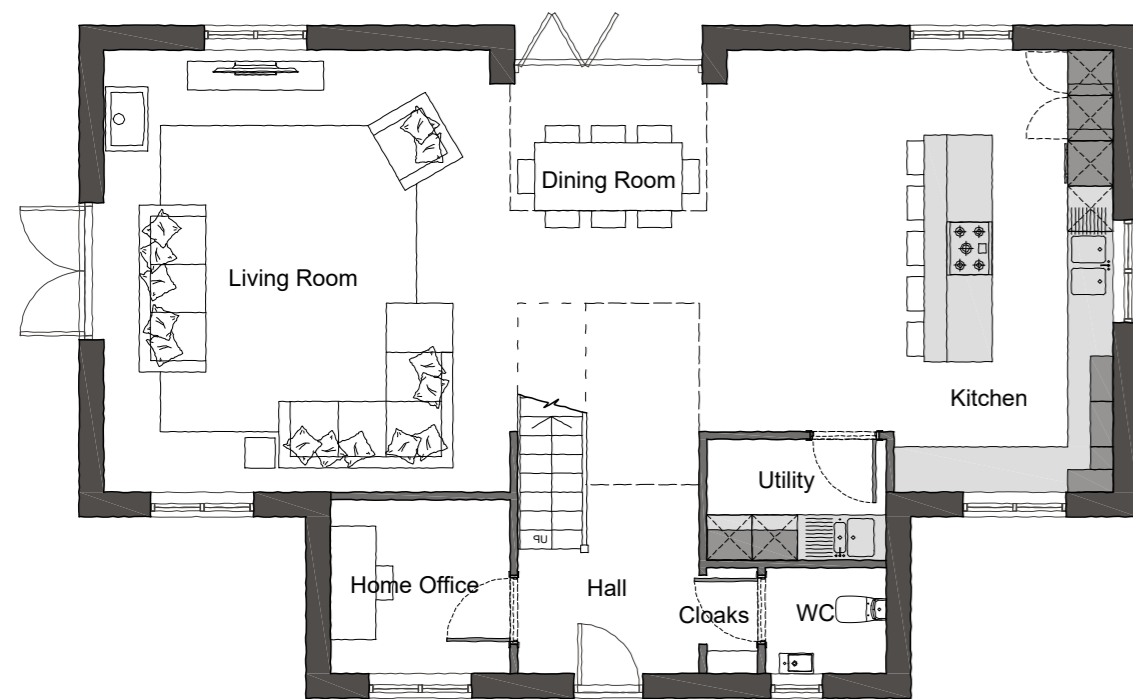 Dining Room
Living Room
Kitchen
Utility
UP
Home Office
Hall
Cloaks
WC